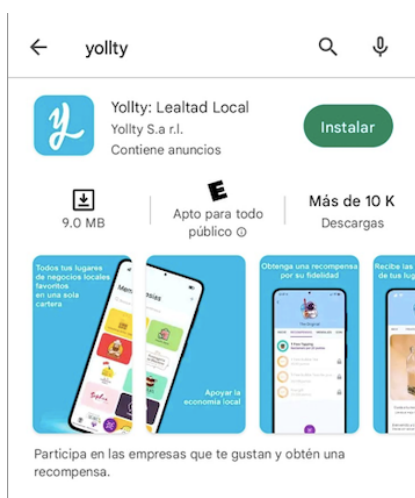 yollty
Yollty: Lealtad Local
Yollty S.a r.l.
Contiene anuncios
Instalar
9.0 MB
E
Apto para todo
público
Más de 10 K
Descargas
Todos tus lugares
de negocios locales
favoritos
en una sola
cartera
Apoyar la
economía local
Obtenga una recompensa
por su fidelidad
Recibe las
de tus lug
Participa en las empresas que te gustan y obtén una
recompensa.